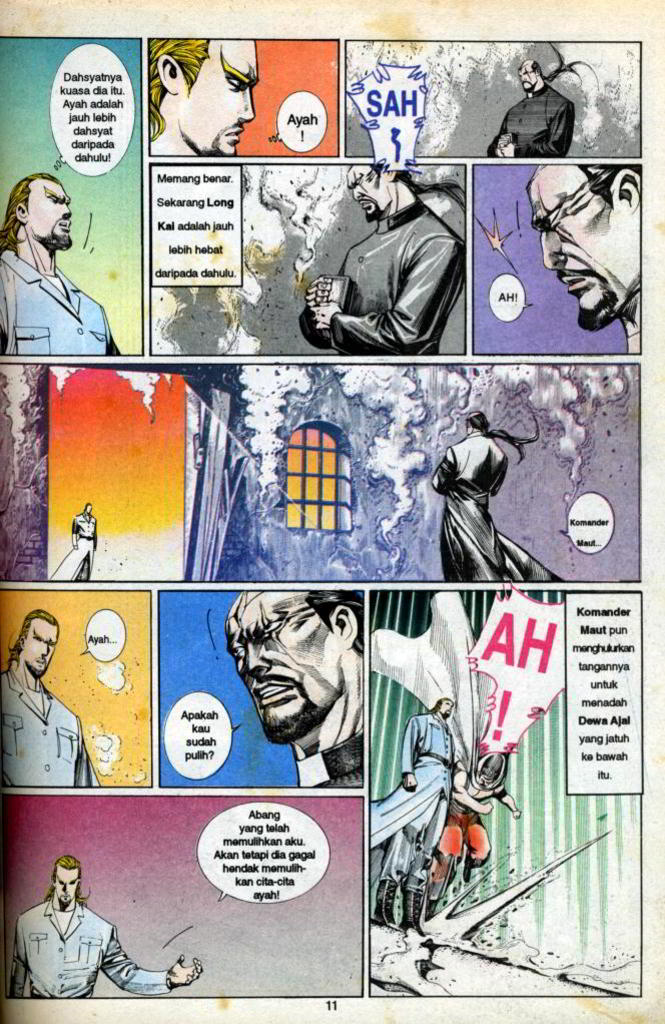 Dahsyatnya
kuasa dia itu.
Ayah adalah
jauh lebih
dahsyat
daripada
dahulu!
Ayah
!
SAH
!
Memang benar.
Sekarang Long
Kai adalah jauh
lebih hebat
daripada dahulu.
AH!
Komander
Maut...
Ayah...
Apakah
kau
sudah
pulih?
AH
!
Komander
Maut pun
menghulurkan
tangannya
untuk
menadah
Dewa Ajal
yang jatuh
ke bawah
itu.
Abang
yang telah
memulihkan aku.
Akan tetapi dia gagal
hendak memulih-
kan cita-cita
ayah!
11